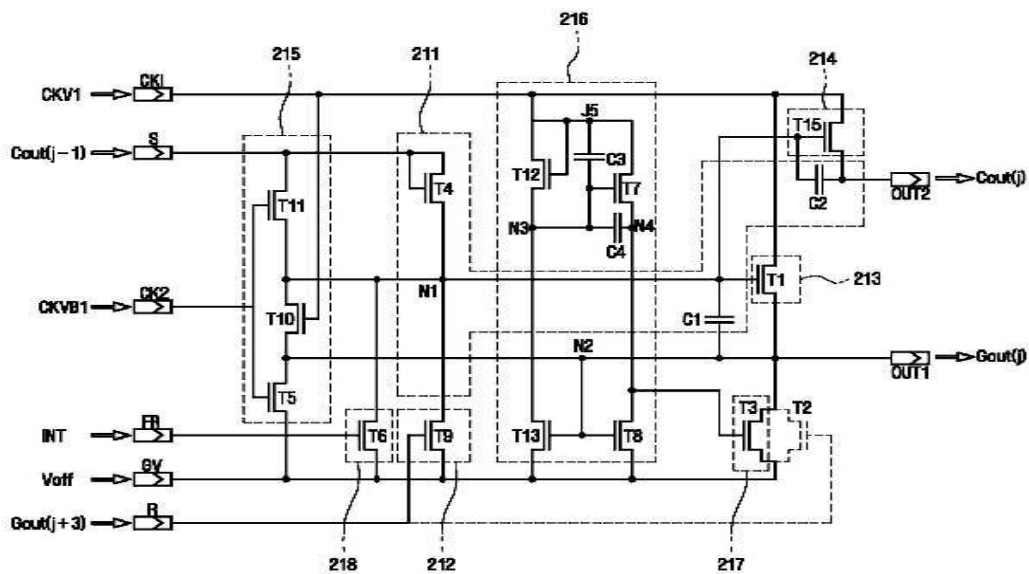 216
215
211
214
CKV1
CK1
J5
T15
Cout(j-1)
S
T12
C3
T4
T7
C2
OUT2
Cout(j)
T11
N3
N4
C4
N1
T1
213
CKVB1
CK2
T10
C1
N2
OUT1
Gout(j)
T5
T3
T2
INT
FR
T6
T9
T13
T8
Voff
GV
Gout(j+3)
R
218
212
217